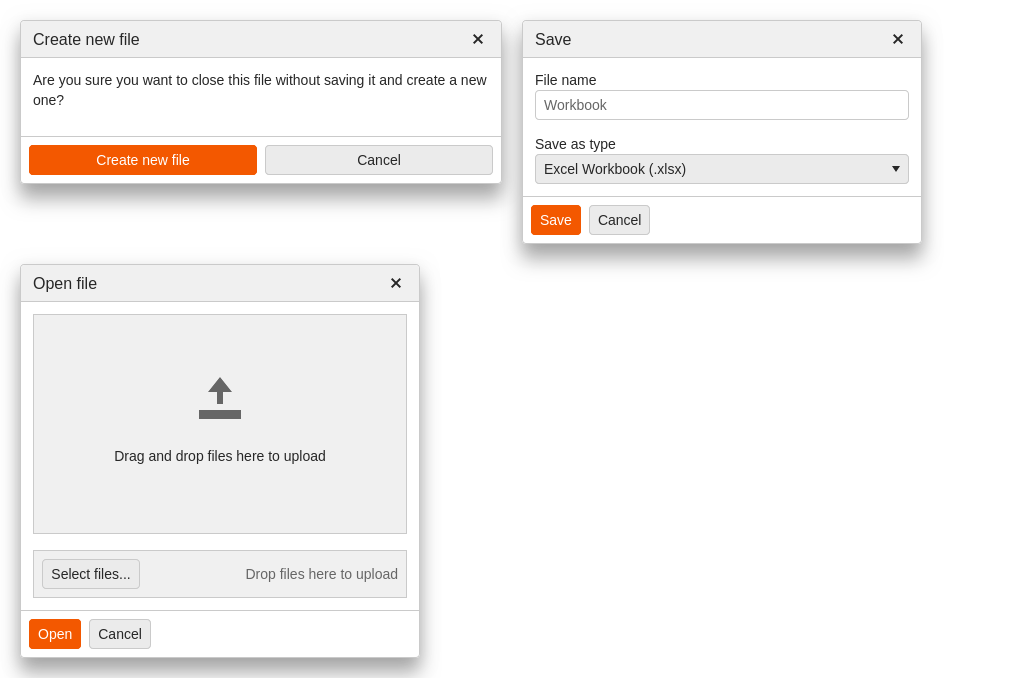 Create new file
Are you sure you want to close this file without saving it and create a new
one?
Create new file
Cancel
Save
File name
Workbook
Save as type
Excel Workbook (.xlsx)
Save
Cancel
Open file
Drag and drop files here to upload
Select files...
Drop files here to upload
Open
Cancel